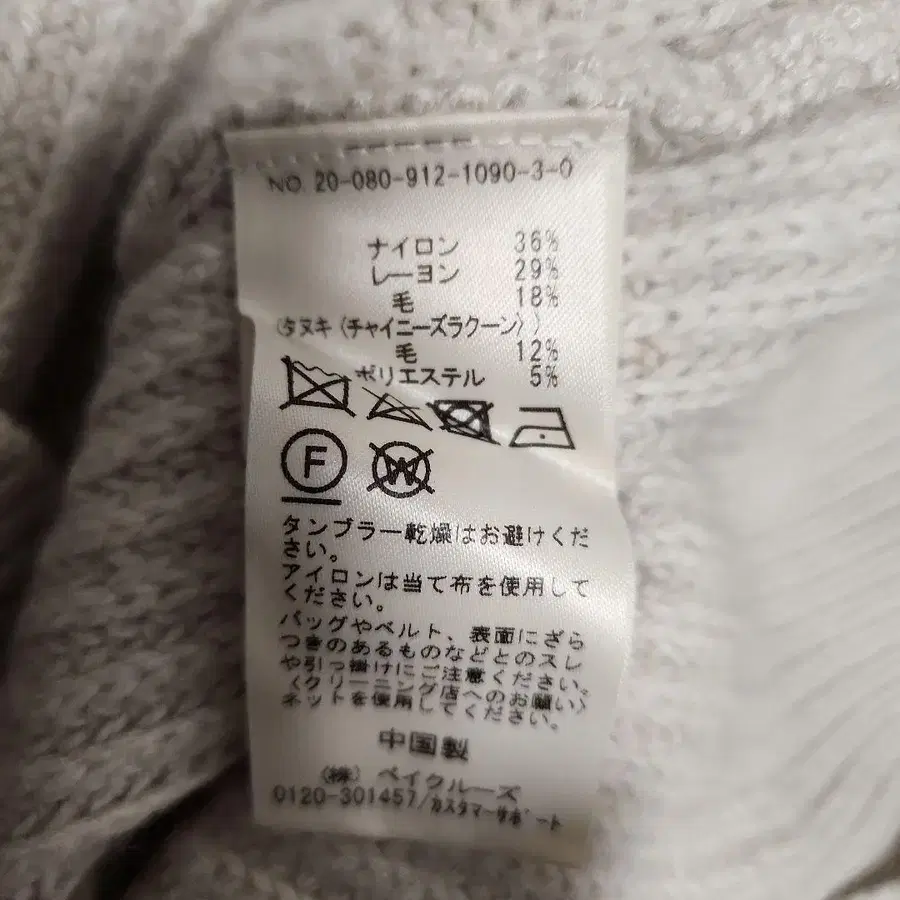 NO. 20-080-912-1090-3-0
ナイロン 36%
レーヨン 29%
毛 18%
(タヌキ〈チャイニーズラクーン〉)
毛 12%
ポリエステル 5%
F W
タンブラー乾燥はお避けくだ
さい。
アイロンは当て布を使用して
ください。
バッグやベルト、表面にざら
つきのあるものなどとのスレ
や引っ掛けにご注意ください。
〈クリーニング店へのお願い〉
ネットを使用してください。
中国製
(株) ベイクルーズ
0120-301457/カスタマーサポート